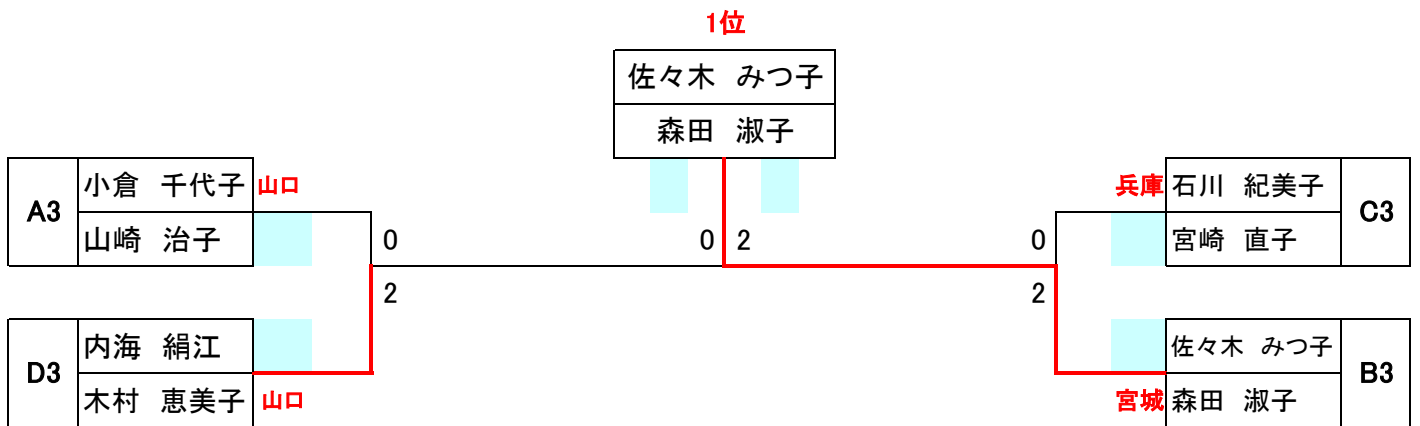 1位
佐々木 みつ子
森田 淑子
A3
小倉 千代子 山口
山崎 治子
0
2
D3
内海 絹江
木村 恵美子 山口
0 2
兵庫 石川 紀美子
宮崎 直子
C3
0
2
佐々木 みつ子
宮城 森田 淑子
B3